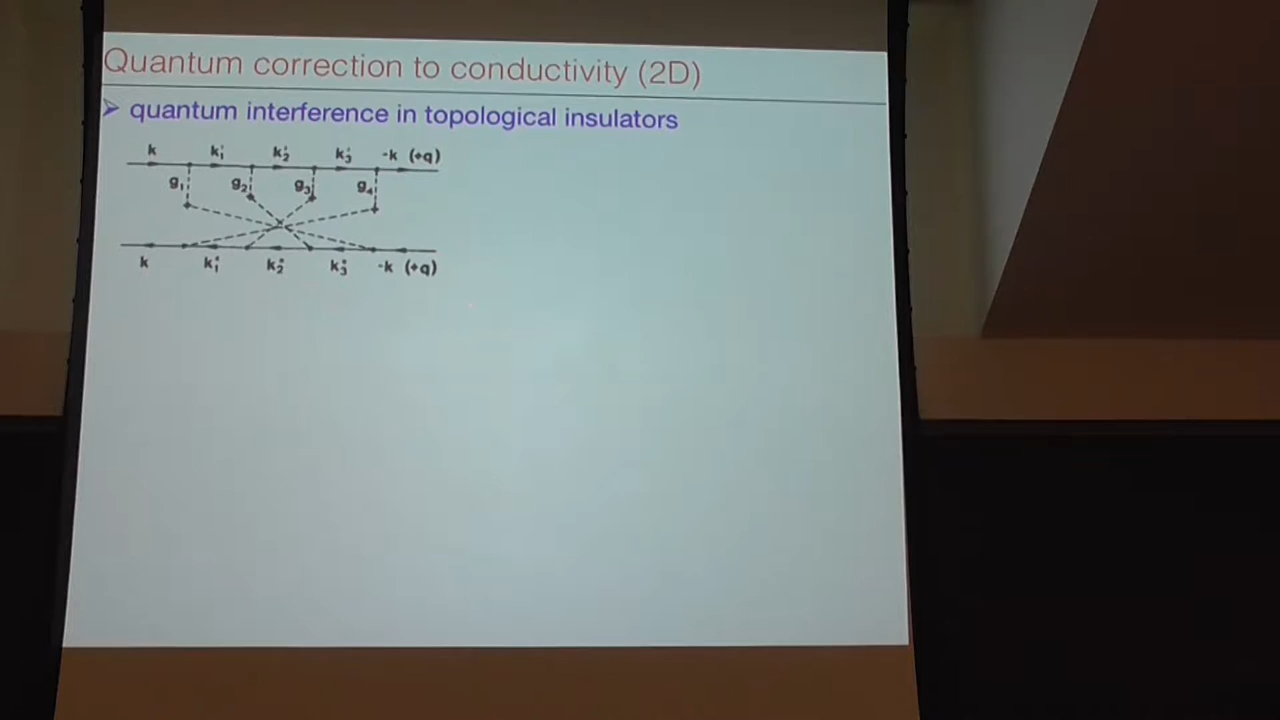 Quantum correction to conductivity (2D)
➢ quantum interference in topological insulators
k k'₁ k'₂ k'₃ -k (+q)
g₁ g₂ g₃ g₄
k k"₁ k"₂ k"₃ -k (+q)